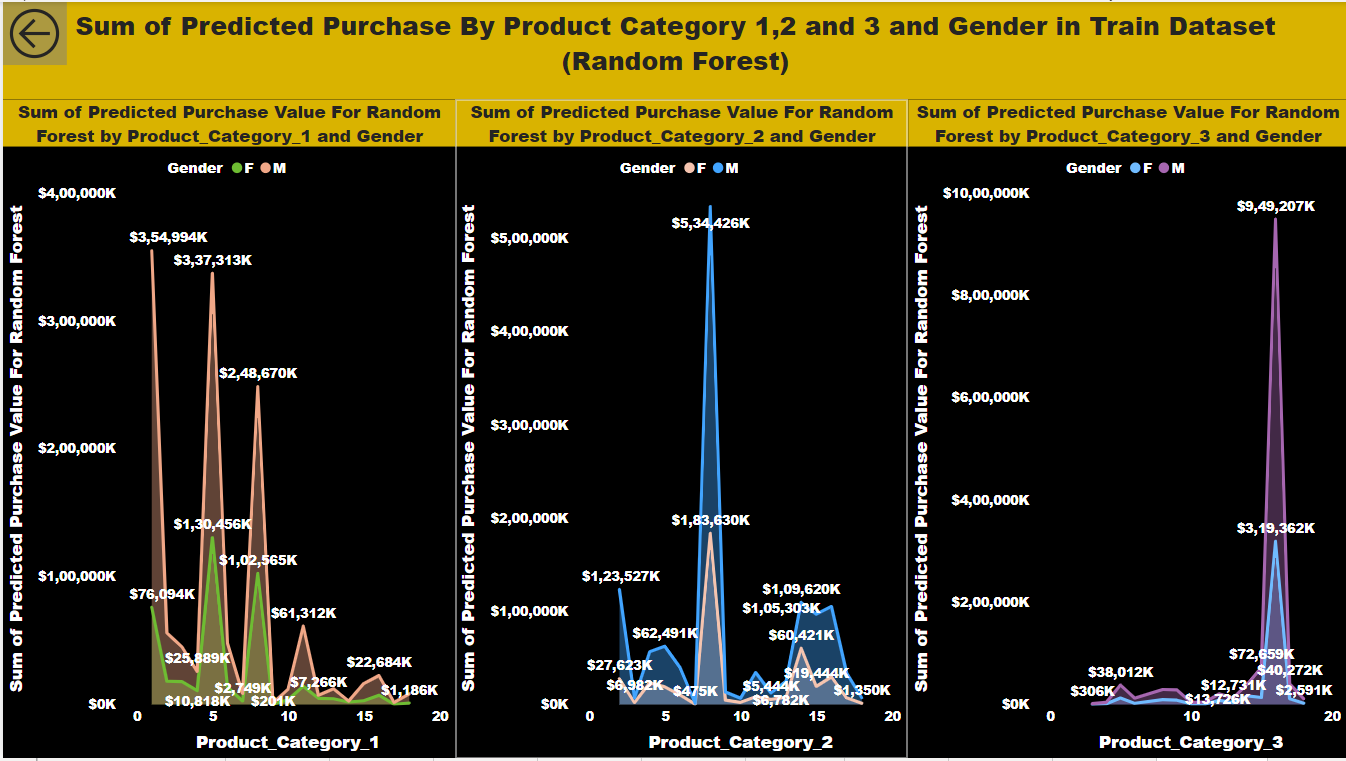 Sum of Predicted Purchase By Product Category 1,2 and 3 and Gender in Train Dataset
(Random Forest)
Sum of Predicted Purchase Value For Random
Forest by Product_Category_1 and Gender
Gender F M
Sum of Predicted Purchase Value For Random Forest
$4,00,000K
$3,00,000K
$2,00,000K
$1,00,000K
$0K
$3,54,994K
$3,37,313K
$2,48,670K
$1,30,456K
$1,02,565K
$76,094K
$61,312K
$25,889K
$22,684K
$7,266K
$2,749K
$1,186K
$10,818K
$201K
0 5 10 15 20
Product_Category_1
Sum of Predicted Purchase Value For Random
Forest by Product_Category_2 and Gender
Gender F M
Sum of Predicted Purchase Value For Random Forest
$5,00,000K
$4,00,000K
$3,00,000K
$2,00,000K
$1,00,000K
$0K
$5,34,426K
$1,83,630K
$1,23,527K
$1,09,620K
$1,05,303K
$62,491K
$60,421K
$27,623K
$19,444K
$6,982K
$475K
$5,444K
$1,350K
$6,782K
0 5 10 15 20
Product_Category_2
Sum of Predicted Purchase Value For Random
Forest by Product_Category_3 and Gender
Gender F M
Sum of Predicted Purchase Value For Random Forest
$10,00,000K
$8,00,000K
$6,00,000K
$4,00,000K
$2,00,000K
$0K
$9,49,207K
$3,19,362K
$72,659K
$38,012K
$40,272K
$306K
$12,731K
$2,591K
$13,726K
0 10 20
Product_Category_3